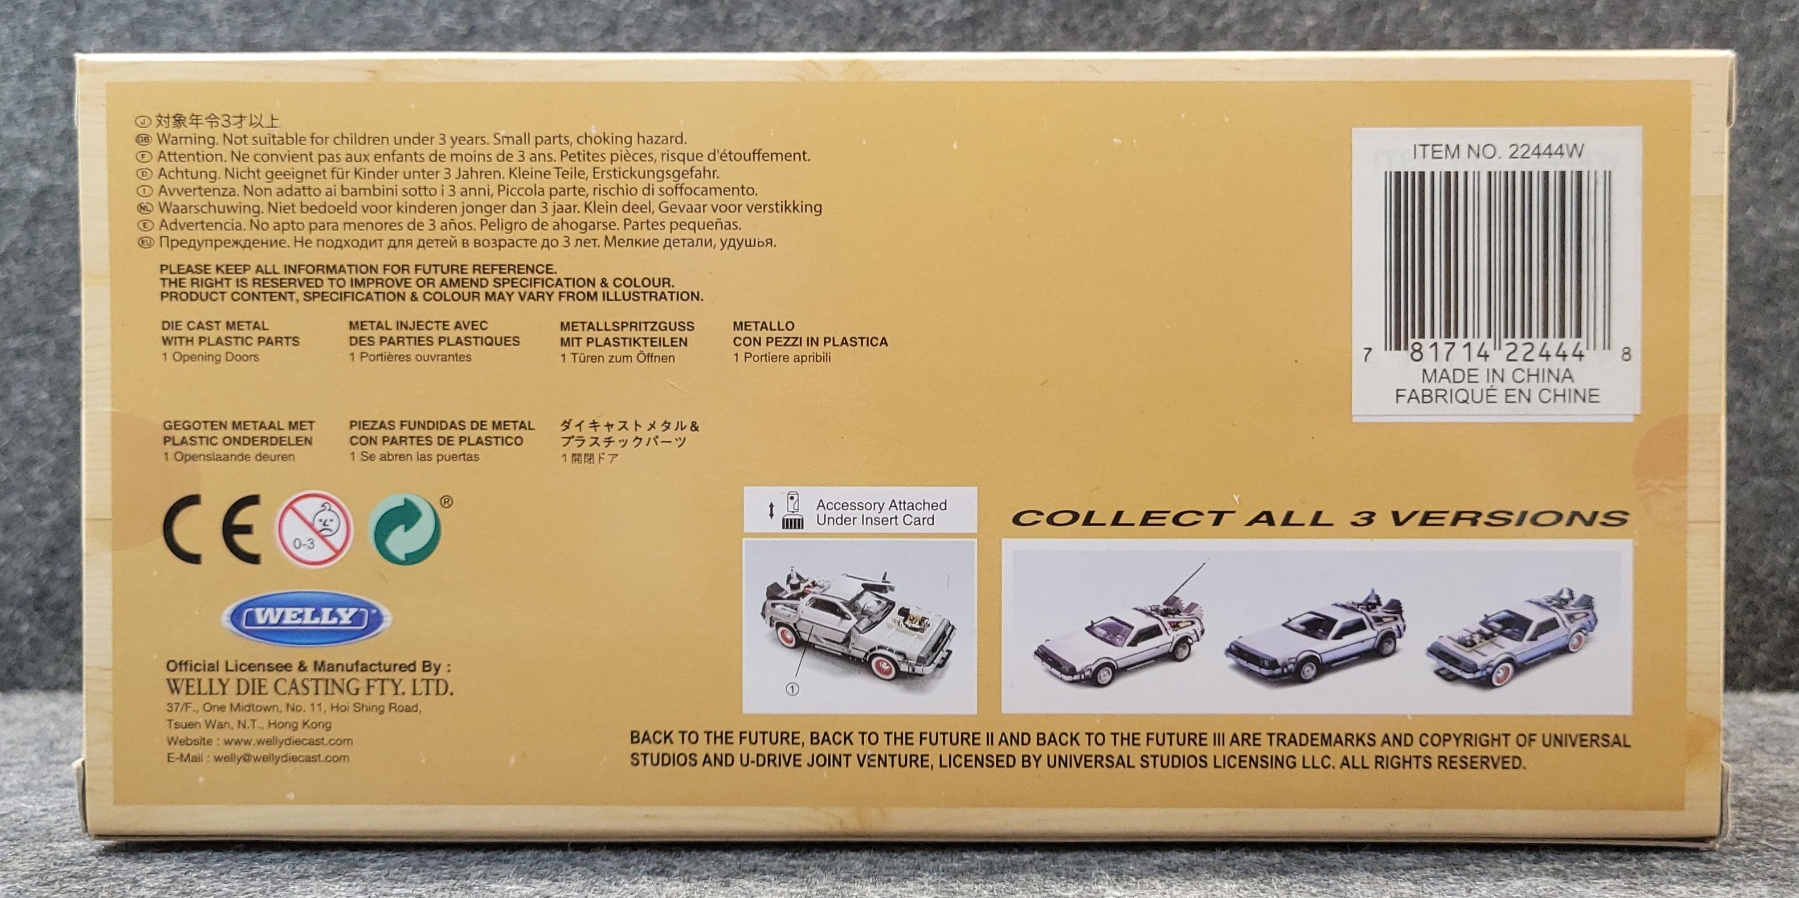 Ⓙ 対象年令3才以上
GB Warning. Not suitable for children under 3 years. Small parts, choking hazard.
Ⓕ Attention. Ne convient pas aux enfants de moins de 3 ans. Petites pièces, risque d'étouffement.
Ⓓ Achtung. Nicht geeignet für Kinder unter 3 Jahren. Kleine Teile, Erstickungsgefahr.
Ⓘ Avvertenza. Non adatto ai bambini sotto i 3 anni, Piccola parte, rischio di soffocamento.
NL Waarschuwing. Niet bedoeld voor kinderen jonger dan 3 jaar. Klein deel, Gevaar voor verstikking
Ⓔ Advertencia. No apto para menores de 3 años. Peligro de ahogarse. Partes pequeñas.
RU Предупреждение. Не подходит для детей в возрасте до 3 лет. Мелкие детали, удушья.
PLEASE KEEP ALL INFORMATION FOR FUTURE REFERENCE.
THE RIGHT IS RESERVED TO IMPROVE OR AMEND SPECIFICATION & COLOUR.
PRODUCT CONTENT, SPECIFICATION & COLOUR MAY VARY FROM ILLUSTRATION.
DIE CAST METAL
WITH PLASTIC PARTS
1 Opening Doors
METAL INJECTE AVEC
DES PARTIES PLASTIQUES
1 Portières ouvrantes
METALLSPRITZGUSS
MIT PLASTIKTEILEN
1 Türen zum Öffnen
METALLO
CON PEZZI IN PLASTICA
1 Portiere apribili
GEGOTEN METAAL MET
PLASTIC ONDERDELEN
1 Openslaande deuren
PIEZAS FUNDIDAS DE METAL
CON PARTES DE PLASTICO
1 Se abren las puertas
ダイキャストメタル&
プラスチックパーツ
1 開閉ドア
ITEM NO. 22444W
7 81714 22444 8
MADE IN CHINA
FABRIQUÉ EN CHINE
CE
0-3
®
WELLY
Official Licensee & Manufactured By :
WELLY DIE CASTING FTY. LTD.
37/F., One Midtown, No. 11, Hoi Shing Road,
Tsuen Wan, N.T., Hong Kong
Website : www.wellydiecast.com
E-Mail : welly@wellydiecast.com
Accessory Attached
Under Insert Card
①
COLLECT ALL 3 VERSIONS
BACK TO THE FUTURE, BACK TO THE FUTURE II AND BACK TO THE FUTURE III ARE TRADEMARKS AND COPYRIGHT OF UNIVERSAL
STUDIOS AND U-DRIVE JOINT VENTURE, LICENSED BY UNIVERSAL STUDIOS LICENSING LLC. ALL RIGHTS RESERVED.